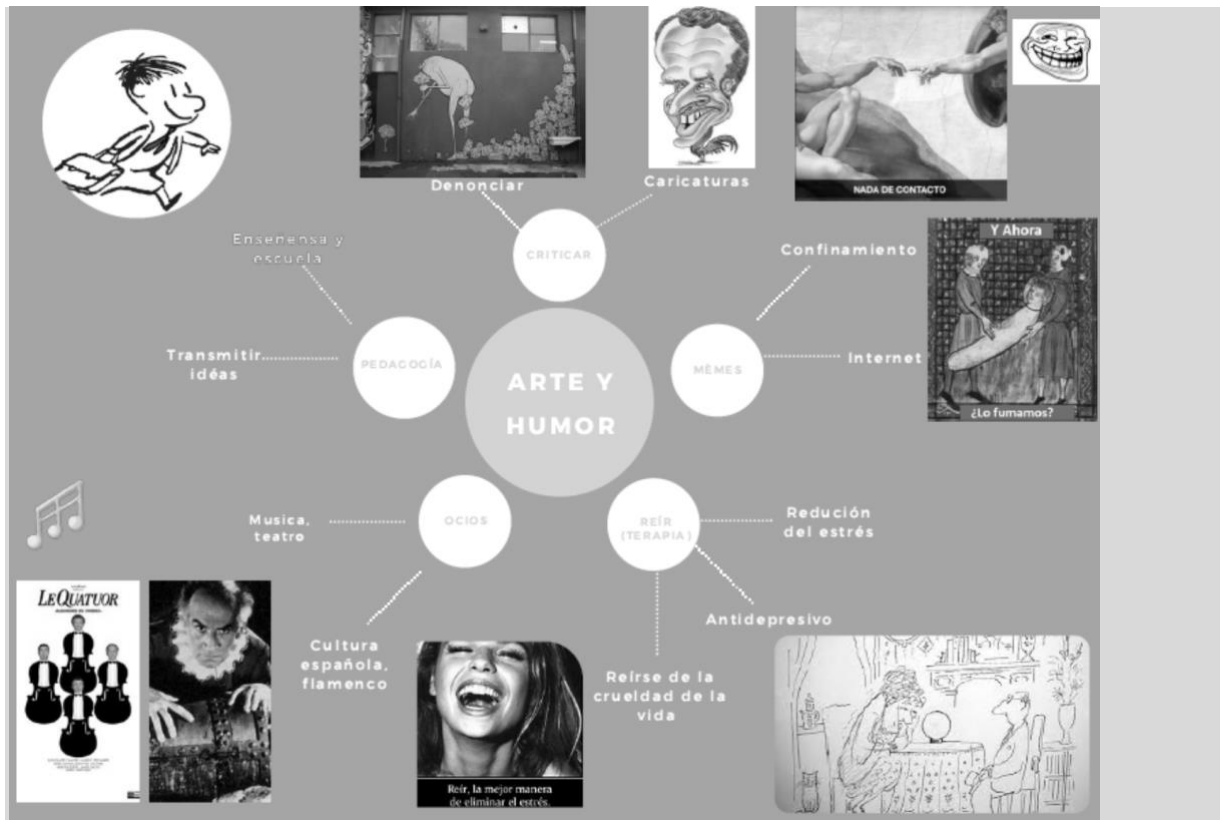 Denonciar
Caricaturas
NADA DE CONTACTO
Ensenensa y
escuela
CRITICAR
Confinamiento
Y Ahora
¿Lo fumamos?
Transmitir
idéas
PEDAGOGÍA
ARTE Y
HUMOR
MÈMES
Internet
Musica,
teatro
OCIOS
REÍR
(TERAPIA)
Redución
del estrés
Cultura
española,
flamenco
Antidepresivo
Reírse de la
crueldad de la
vida
LE QUATUOR
Reír, la mejor manera
de eliminar el estrés.